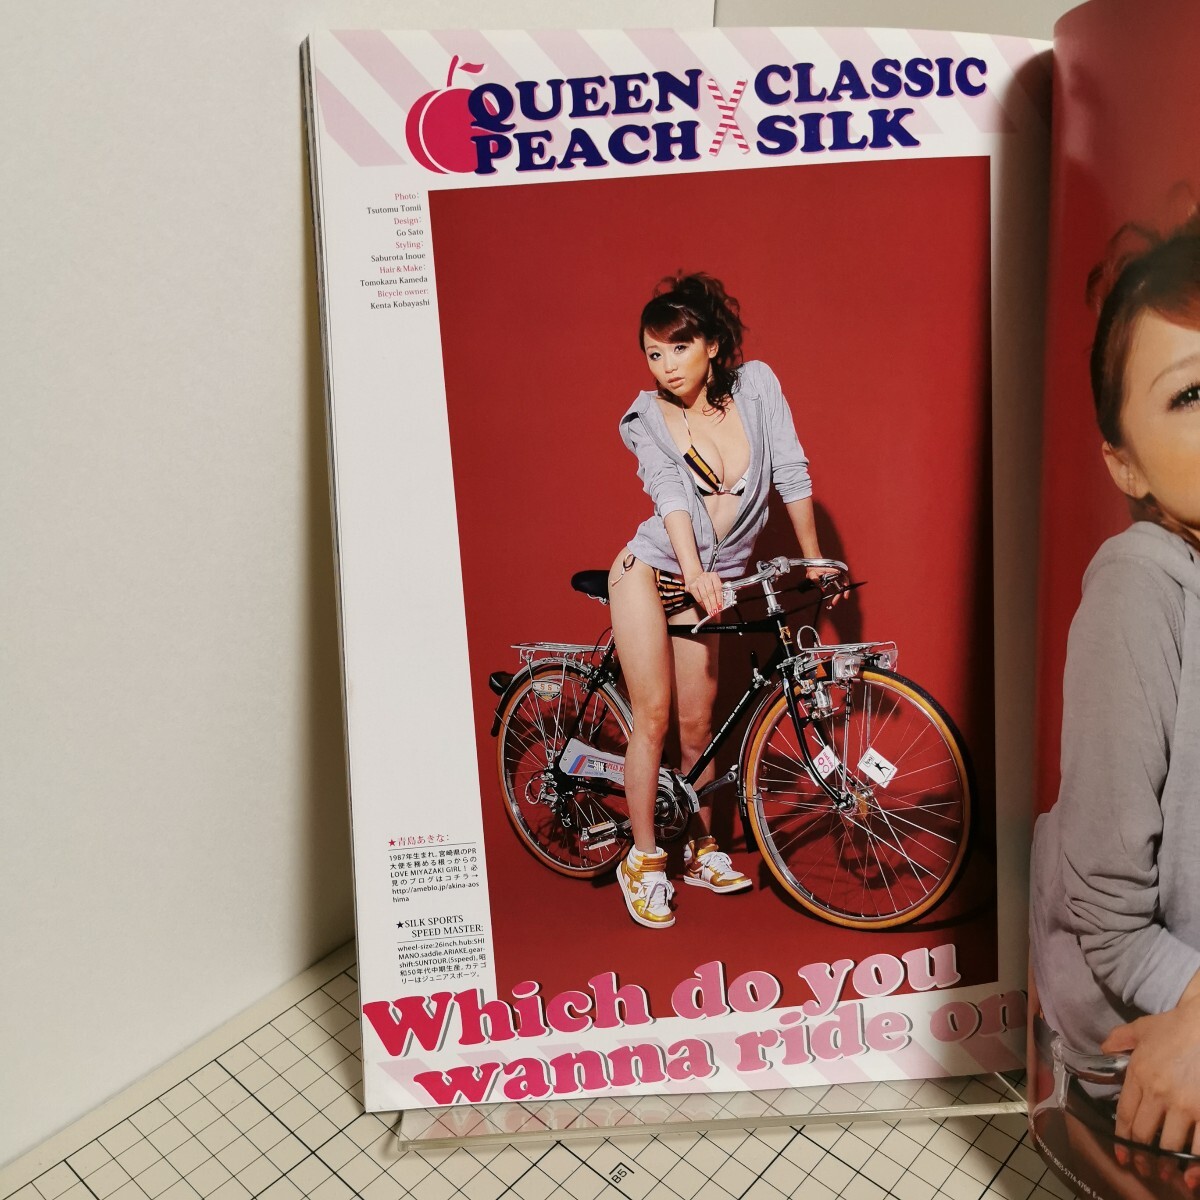 QUEEN X CLASSIC
PEACH SILK
Photo:
Tsutomu Tomii
Design:
Go Sato
Styling:
Saburota Inoue
Hair & Make:
Tomokazu Kameda
Bicycle owner:
Kenta Kobayashi
★青島あきな:
1987年生まれ。宮崎県のPR
大使を務める根っからの
LOVE MIYAZAKI GIRL！必
見のブログはコチラ→
http://ameblo.jp/akina-aos
hima
★SILK SPORTS
SPEED MASTER:
wheel-size:26inch.hub:SHI
MANO.saddle.ARIAKE.gear-
shift:SUNTOUR.(5speed).昭
和50年代中期生産。カテゴ
リーはジュニアスポーツ。
Which do you
wanna ride on
B5